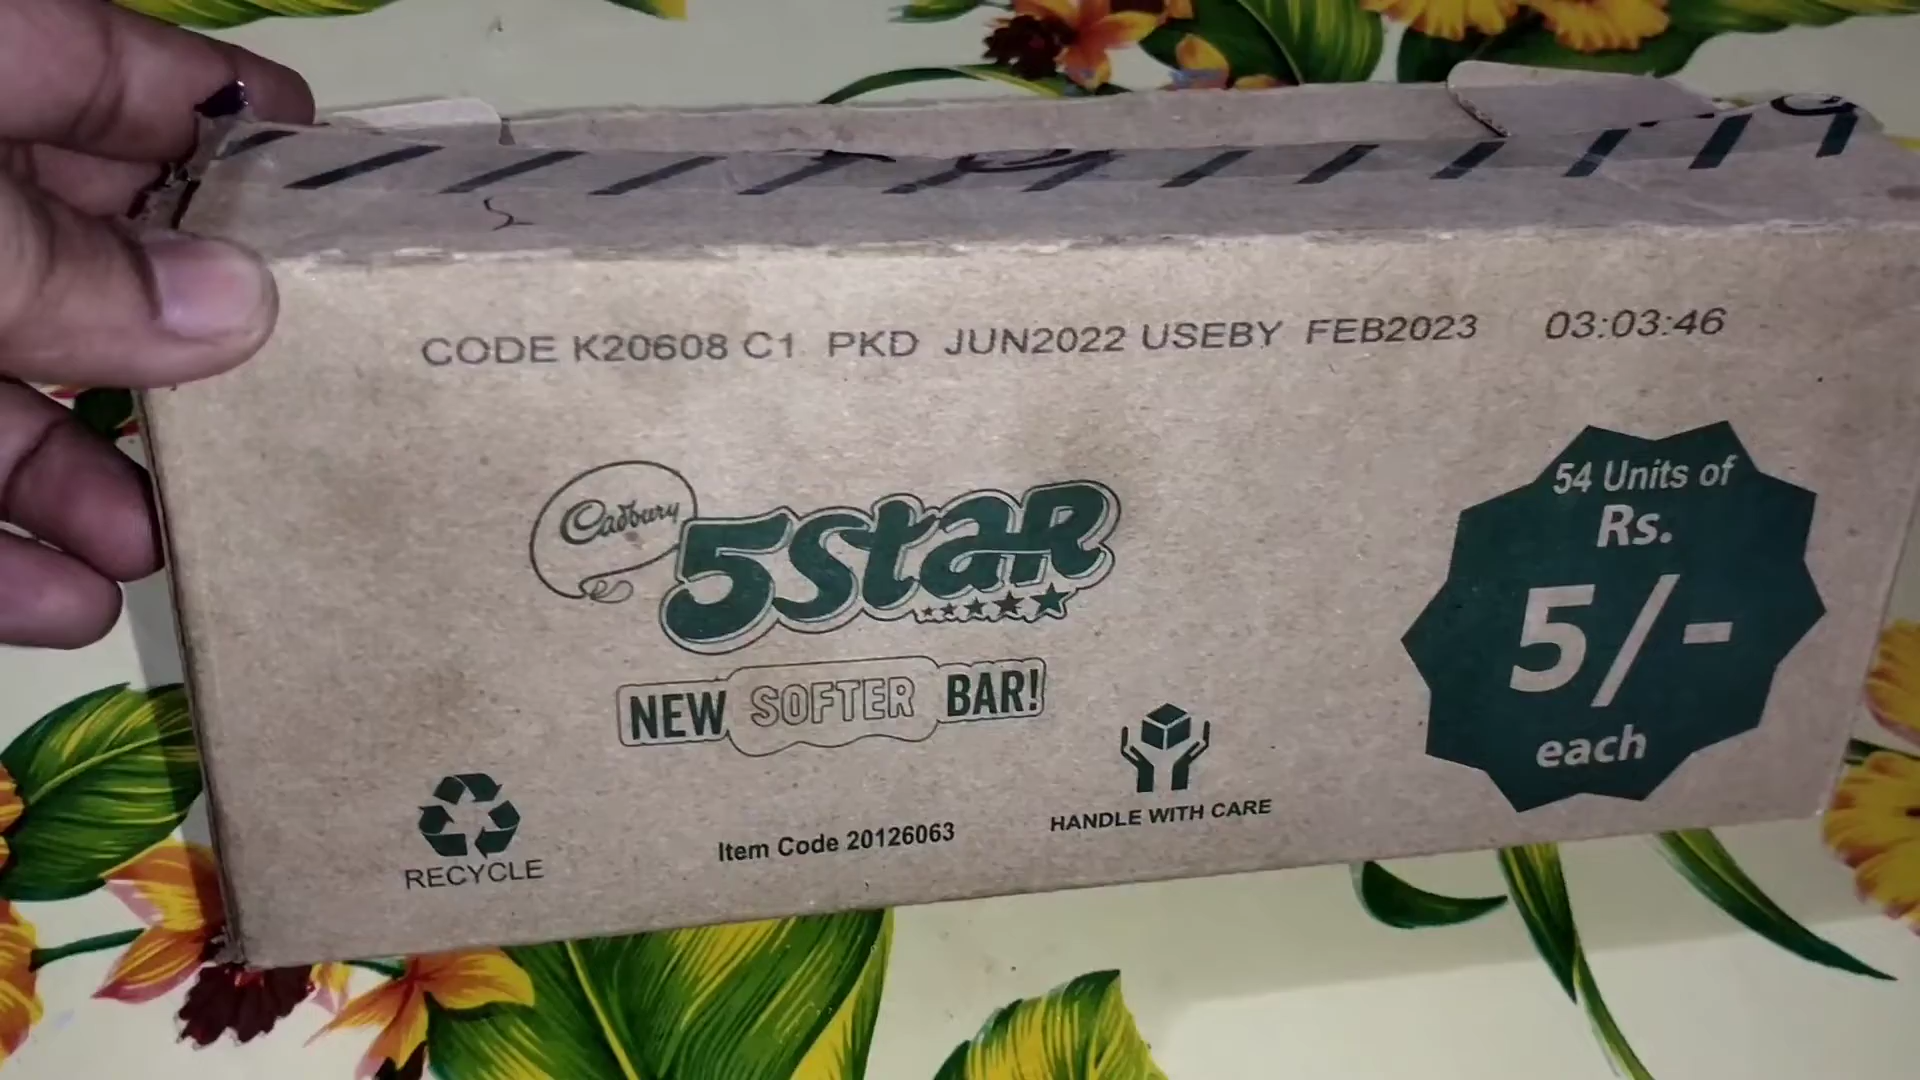 CODE K20608 C1 PKD JUN2022 USEBY FEB2023 03:03:46
Cadbury
5Star
NEW SOFTER BAR!
54 Units of
Rs.
5/-
each
RECYCLE
Item Code 20126063
HANDLE WITH CARE